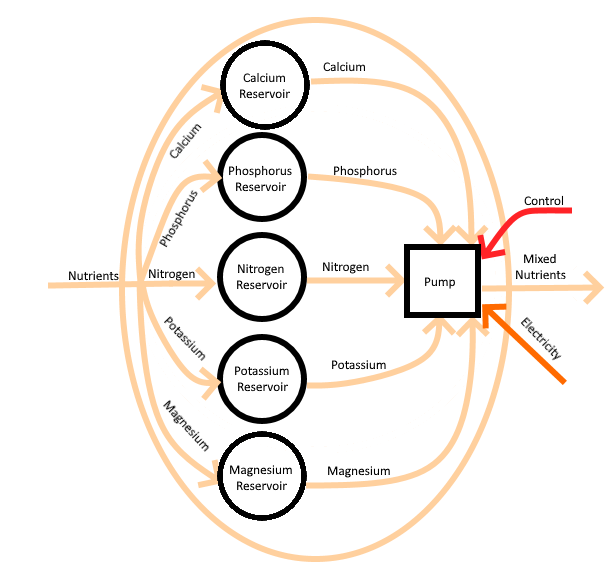 Calcium
Reservoir
Calcium
Calcium
Phosphorus
Reservoir
Phosphorus
Phosphorus
Control
Nutrients
Nitrogen
Nitrogen
Reservoir
Nitrogen
Pump
Mixed
Nutrients
Electricity
Potassium
Potassium
Reservoir
Potassium
Magnesium
Magnesium
Reservoir
Magnesium